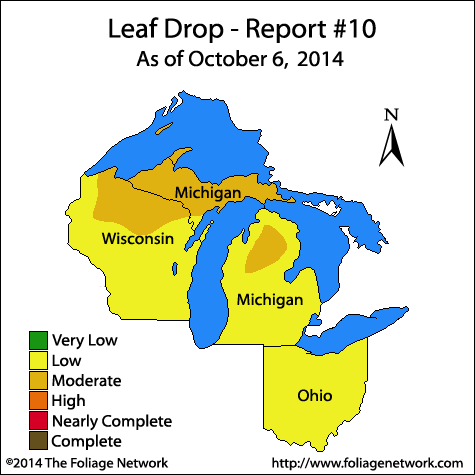 Leaf Drop - Report #10
As of October 6, 2014
N
Michigan
Wisconsin
Michigan
Ohio
Very Low
Low
Moderate
High
Nearly Complete
Complete
©2014 The Foliage Network
http://www.foliagenetwork.com